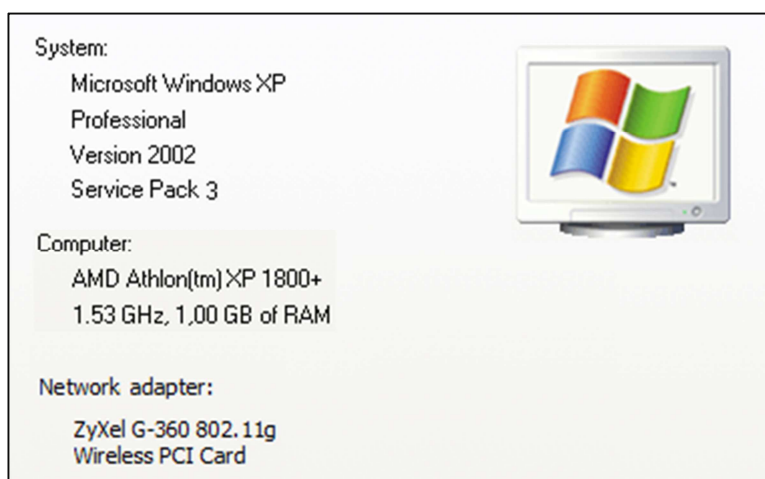 System:
Microsoft Windows XP
Professional
Version 2002
Service Pack 3
Computer:
AMD Athlon(tm) XP 1800+
1.53 GHz, 1,00 GB of RAM
Network adapter:
ZyXel G-360 802.11g
Wireless PCI Card